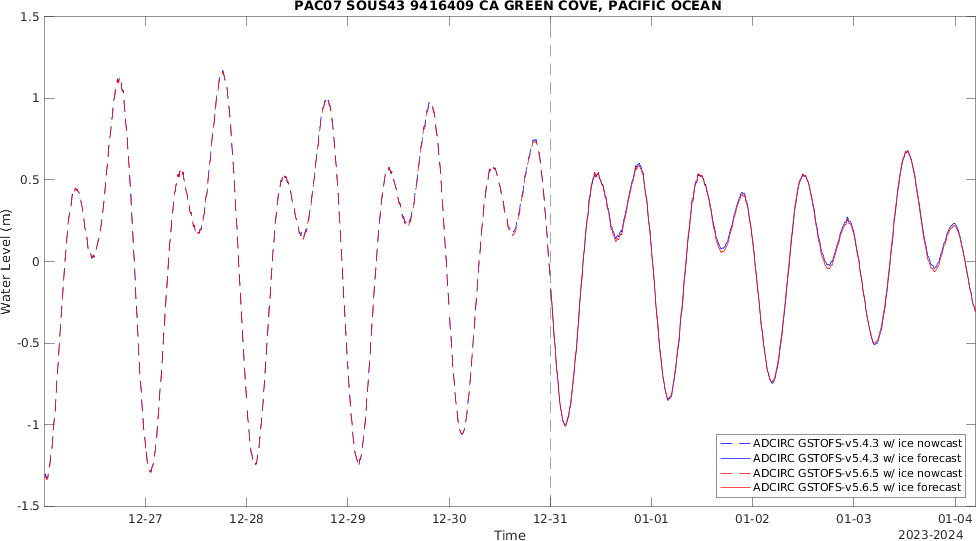 PAC07 SOUS43 9416409 CA GREEN COVE, PACIFIC OCEAN
1.5
1
0.5
0
-0.5
-1
-1.5
Water Level (m)
12-27 12-28 12-29 12-30 12-31 01-01 01-02 01-03 01-04
Time
2023-2024
ADCIRC GSTOFS-v5.4.3 w/ ice nowcast
ADCIRC GSTOFS-v5.4.3 w/ ice forecast
ADCIRC GSTOFS-v5.6.5 w/ ice nowcast
ADCIRC GSTOFS-v5.6.5 w/ ice forecast